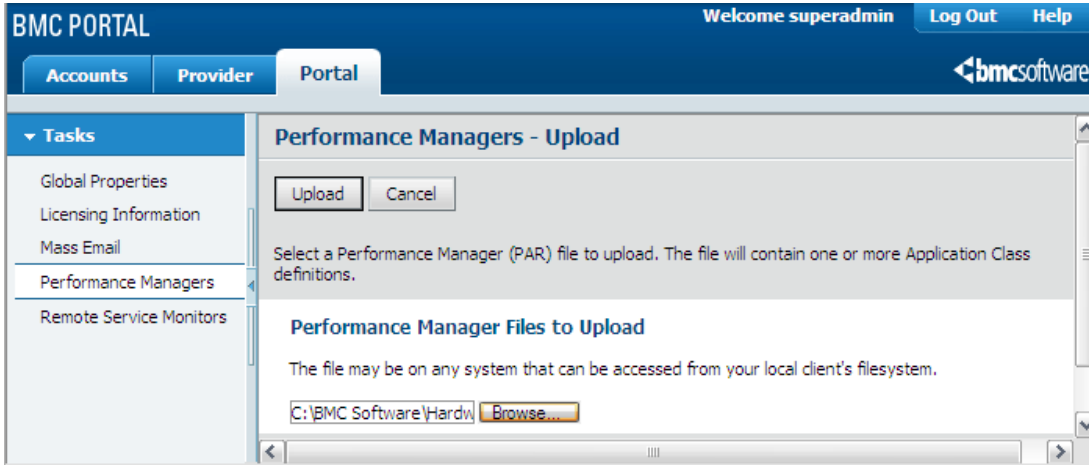 BMC PORTAL
Welcome superadmin
Log Out
Help
Accounts
Provider
Portal
bmcsoftware
Tasks
Global Properties
Licensing Information
Mass Email
Performance Managers
Remote Service Monitors
Performance Managers - Upload
Upload
Cancel
Select a Performance Manager (PAR) file to upload. The file will contain one or more Application Class
definitions.
Performance Manager Files to Upload
The file may be on any system that can be accessed from your local client's filesystem.
C:\BMC Software\Hardw
Browse...